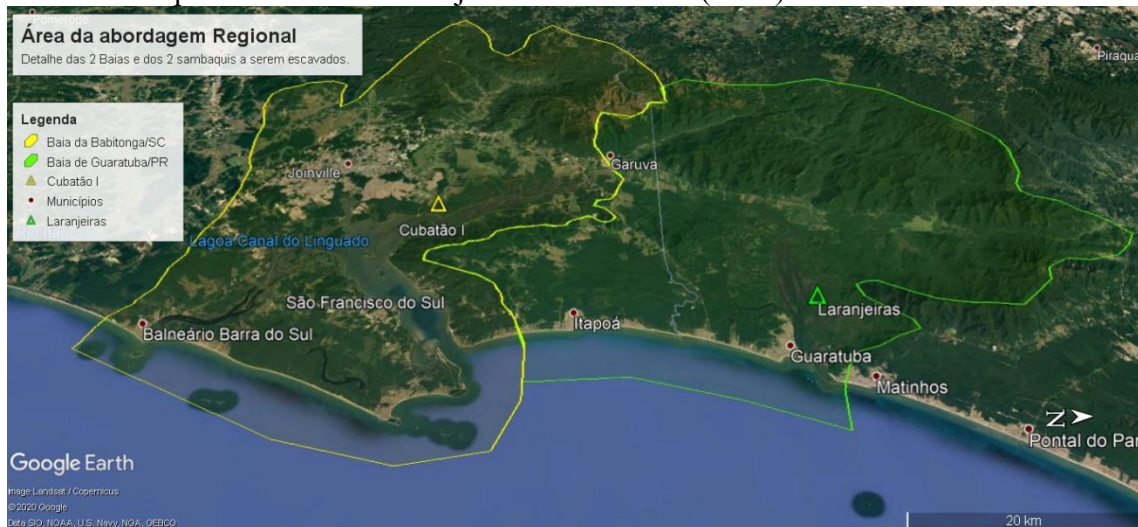 Área da abordagem Regional
Detalhe das 2 Baias e dos 2 sambaquis a serem escavados.
Legenda
Baia da Babitonga/SC
Baia de Guaratuba/PR
Cubatão I
Municípios
Laranjeiras
Piraqua
Joinville
Garuva
Cubatão I
Lagoa Canal do Linguado
São Francisco do Sul
Balneário Barra do Sul
Itapoá
Laranjeiras
Guaratuba
Matinhos
Z
Pontal do Par
Google Earth
Image Landsat / Copernicus
©2020 Google
Data SIO, NOAA, U.S. Navy, NGA, GEBCO
20 km